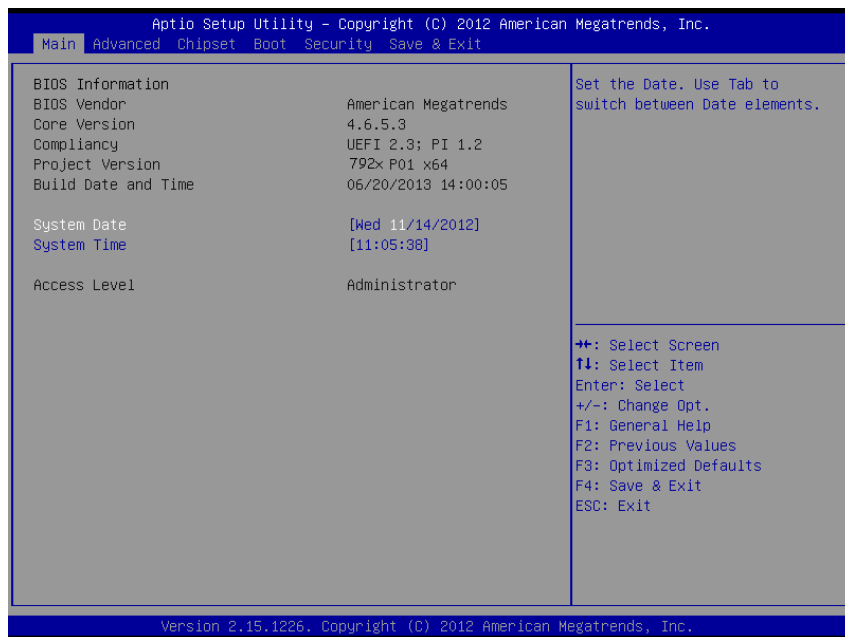 Aptio Setup Utility – Copyright (C) 2012 American Megatrends, Inc.
Main Advanced Chipset Boot Security Save & Exit
BIOS Information
BIOS Vendor American Megatrends
Core Version 4.6.5.3
Compliancy UEFI 2.3; PI 1.2
Project Version 792x P01 x64
Build Date and Time 06/20/2013 14:00:05
System Date [Wed 11/14/2012]
System Time [11:05:38]
Access Level Administrator
Set the Date. Use Tab to
switch between Date elements.
→←: Select Screen
↑↓: Select Item
Enter: Select
+/-: Change Opt.
F1: General Help
F2: Previous Values
F3: Optimized Defaults
F4: Save & Exit
ESC: Exit
Version 2.15.1226. Copyright (C) 2012 American Megatrends, Inc.